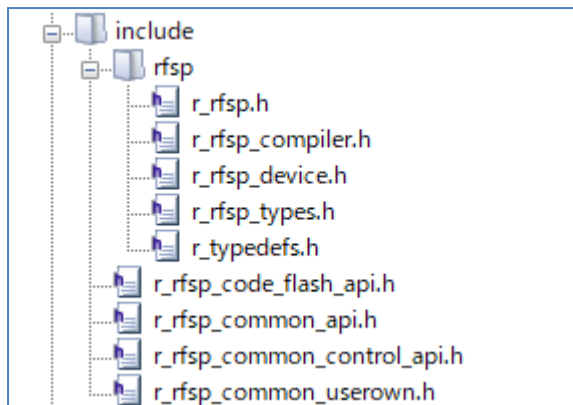 include
rfsp
r_rfsp.h
r_rfsp_compiler.h
r_rfsp_device.h
r_rfsp_types.h
r_typedefs.h
r_rfsp_code_flash_api.h
r_rfsp_common_api.h
r_rfsp_common_control_api.h
r_rfsp_common_userown.h